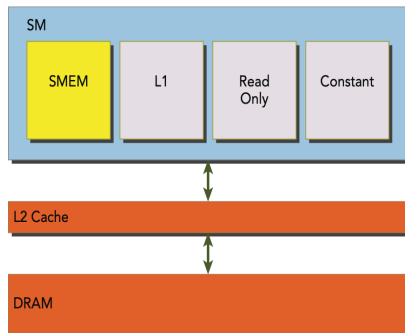 SM
SMEM
L1
Read
Only
Constant
L2 Cache
DRAM